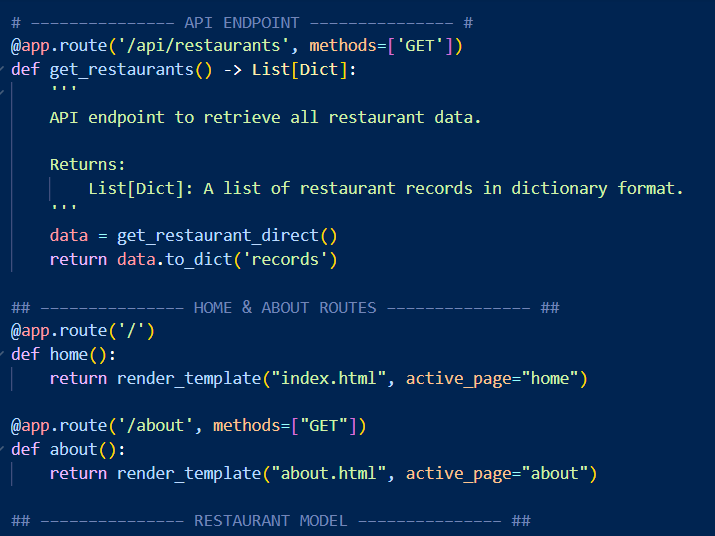 # --------------- API ENDPOINT --------------- #
@app.route('/api/restaurants', methods=['GET'])
def get_restaurants() -> List[Dict]:
    '''
    API endpoint to retrieve all restaurant data.

    Returns:
        List[Dict]: A list of restaurant records in dictionary format.
    '''
    data = get_restaurant_direct()
    return data.to_dict('records')

## --------------- HOME & ABOUT ROUTES --------------- ##
@app.route('/')
def home():
    return render_template("index.html", active_page="home")

@app.route('/about', methods=["GET"])
def about():
    return render_template("about.html", active_page="about")

## --------------- RESTAURANT MODEL --------------- ##